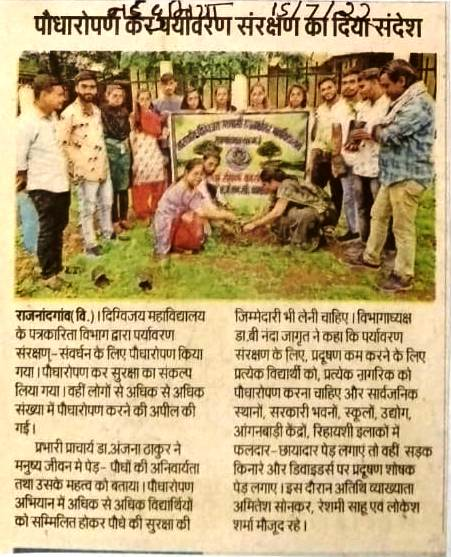 नई दुनिया 15/7/22
पौधारोपण कर पर्यावरण संरक्षण का दिया संदेश
राजनांदगांव(वि.)। दिग्विजय महाविद्यालय
के पत्रकारिता विभाग द्वारा पर्यावरण
संरक्षण-संवर्धन के लिए पौधारोपण किया
गया। पौधारोपण कर सुरक्षा का संकल्प
लिया गया। वहीं लोगों से अधिक से अधिक
संख्या में पौधारोपण करने की अपील की
गई।
प्रभारी प्राचार्य डा.अंजना ठाकुर ने
मनुष्य जीवन मे पेड़- पौधों की अनिवार्यता
तथा उसके महत्व को बताया। पौधारोपण
अभियान में अधिक से अधिक विद्यार्थियों
को सम्मिलित होकर पौधे की सुरक्षा की
जिम्मेदारी भी लेनी चाहिए। विभागाध्यक्ष
डा.बी नंदा जागृत ने कहा कि पर्यावरण
संरक्षण के लिए, प्रदूषण कम करने के लिए
प्रत्येक विद्यार्थी को, प्रत्येक नागरिक को
पौधारोपण करना चाहिए और सार्वजनिक
स्थानों, सरकारी भवनों, स्कूलों, उद्योग,
आंगनबाड़ी केंद्रों, रिहायशी इलाकों में
फलदार-छायादार पेड़ लगाएं तो वहीं सड़क
किनारे और डिवाइडर्स पर प्रदूषण शोषक
पेड़ लगाए। इस दौरान अतिथि व्याख्याता
अमितेश सोनकर, रेशमी साहू एवं लोकेश
शर्मा मौजूद रहे।